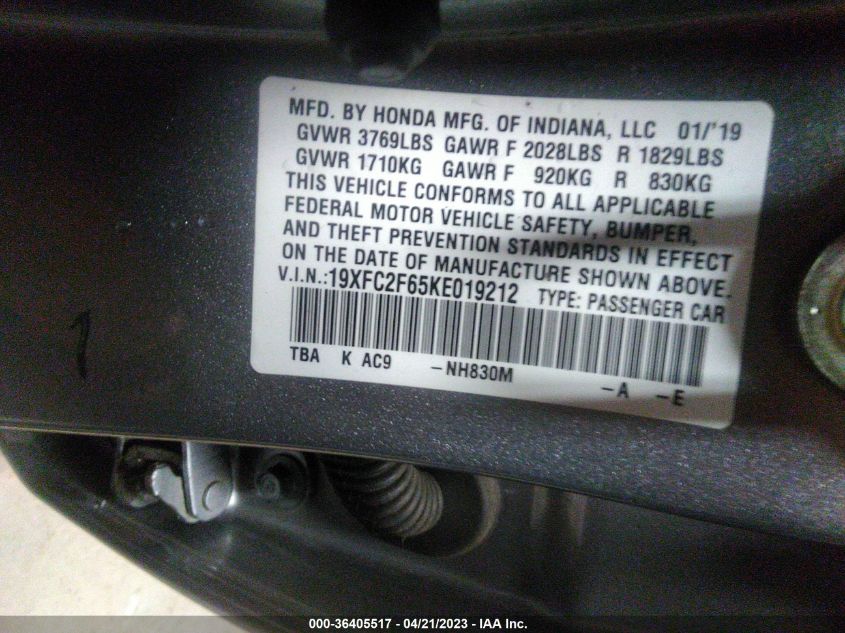 MFD. BY HONDA MFG. OF INDIANA, LLC 01/'19
GVWR 3769LBS GAWR F 2028LBS R 1829LBS
GVWR 1710KG GAWR F 920KG R 830KG
THIS VEHICLE CONFORMS TO ALL APPLICABLE
FEDERAL MOTOR VEHICLE SAFETY, BUMPER,
AND THEFT PREVENTION STANDARDS IN EFFECT
ON THE DATE OF MANUFACTURE SHOWN ABOVE.
V.I.N.:19XFC2F65KE019212 TYPE: PASSENGER CAR
TBA K AC9 -NH830M -A -E
1
000-36405517 - 04/21/2023 - IAA Inc.